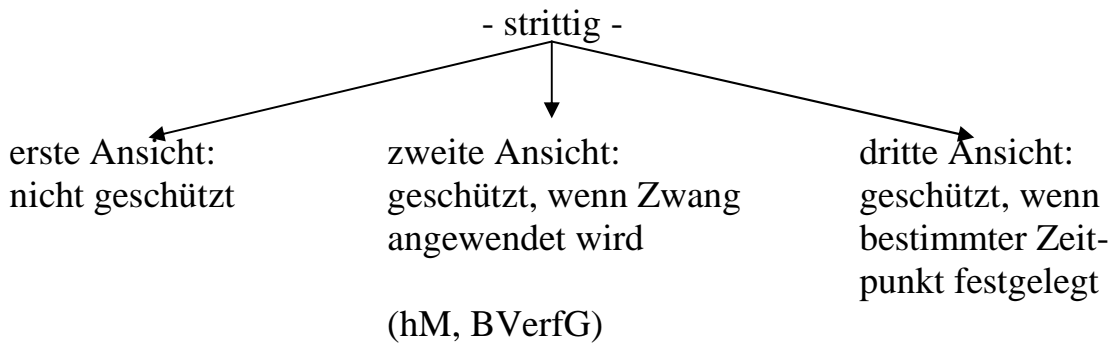 - strittig -
erste Ansicht:
nicht geschützt
zweite Ansicht:
geschützt, wenn Zwang
angewendet wird
(hM, BVerfG)
dritte Ansicht:
geschützt, wenn
bestimmter Zeit-
punkt festgelegt